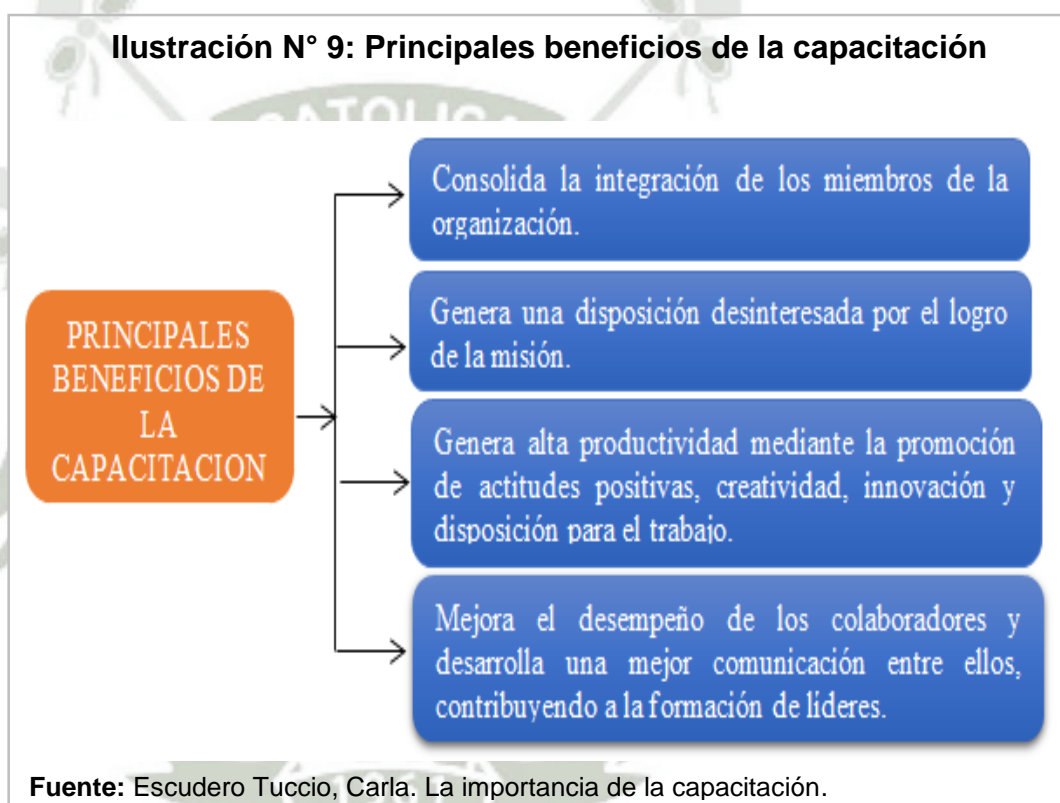 Ilustración N° 9: Principales beneficios de la capacitación
CATOLICA
PRINCIPALES
BENEFICIOS DE
LA
CAPACITACION
Consolida la integración de los miembros de la
organización.
Genera una disposición desinteresada por el logro
de la misión.
Genera alta productividad mediante la promoción
de actitudes positivas, creatividad, innovación y
disposición para el trabajo.
Mejora el desempeño de los colaboradores y
desarrolla una mejor comunicación entre ellos,
contribuyendo a la formación de líderes.
1961
Fuente: Escudero Tuccio, Carla. La importancia de la capacitación.